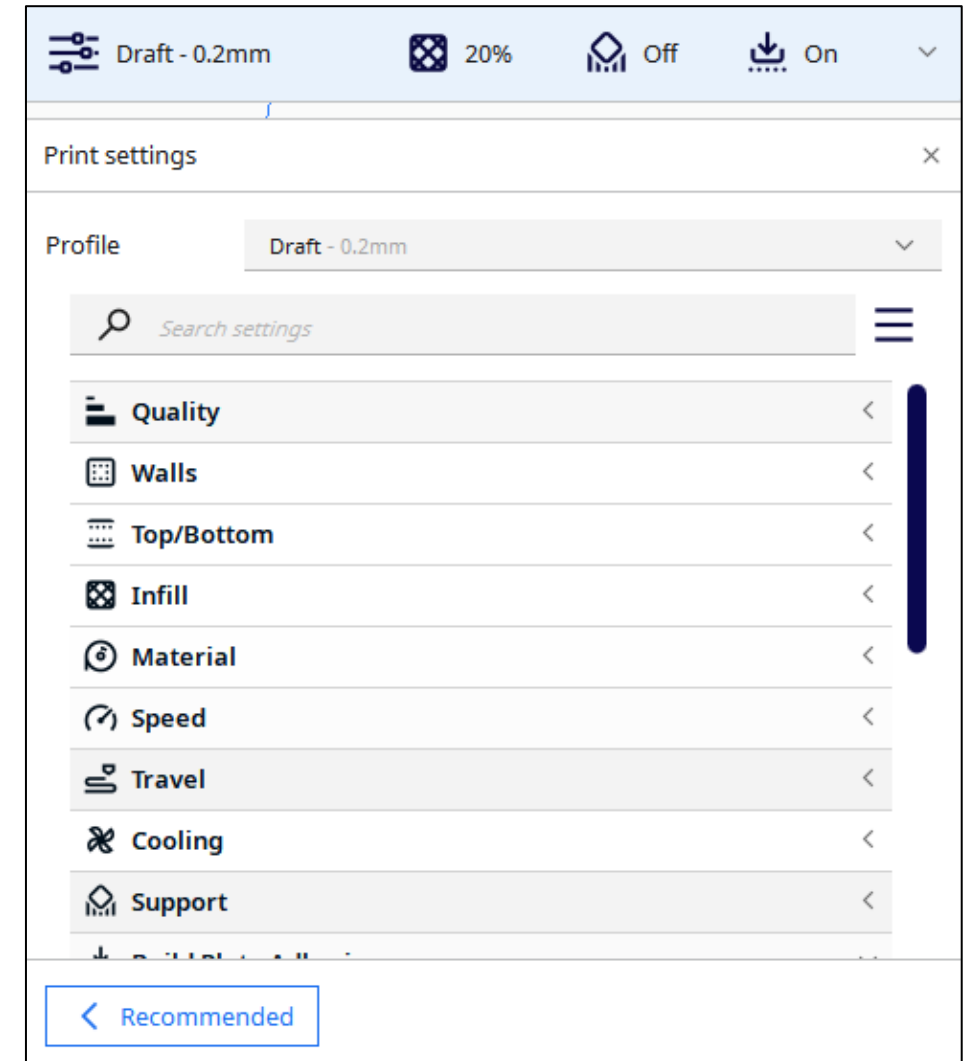 Draft - 0.2mm 20% Off On
Print settings
Profile Draft - 0.2mm
Search settings
Quality
Walls
Top/Bottom
Infill
Material
Speed
Travel
Cooling
Support
Recommended